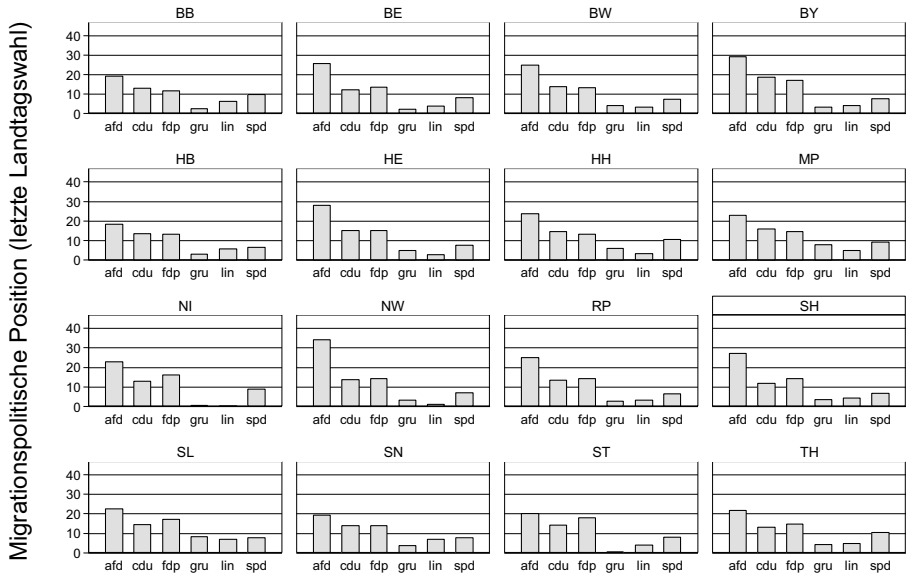 Migrationspolitische Position (letzte Landtagswahl)
BB BE BW BY
40
30
20
10
0
afd cdu fdp gru lin spd afd cdu fdp gru lin spd afd cdu fdp gru lin spd afd cdu fdp gru lin spd
HB HE HH MP
40
30
20
10
0
afd cdu fdp gru lin spd afd cdu fdp gru lin spd afd cdu fdp gru lin spd afd cdu fdp gru lin spd
NI NW RP SH
40
30
20
10
0
afd cdu fdp gru lin spd afd cdu fdp gru lin spd afd cdu fdp gru lin spd afd cdu fdp gru lin spd
SL SN ST TH
40
30
20
10
0
afd cdu fdp gru lin spd afd cdu fdp gru lin spd afd cdu fdp gru lin spd afd cdu fdp gru lin spd